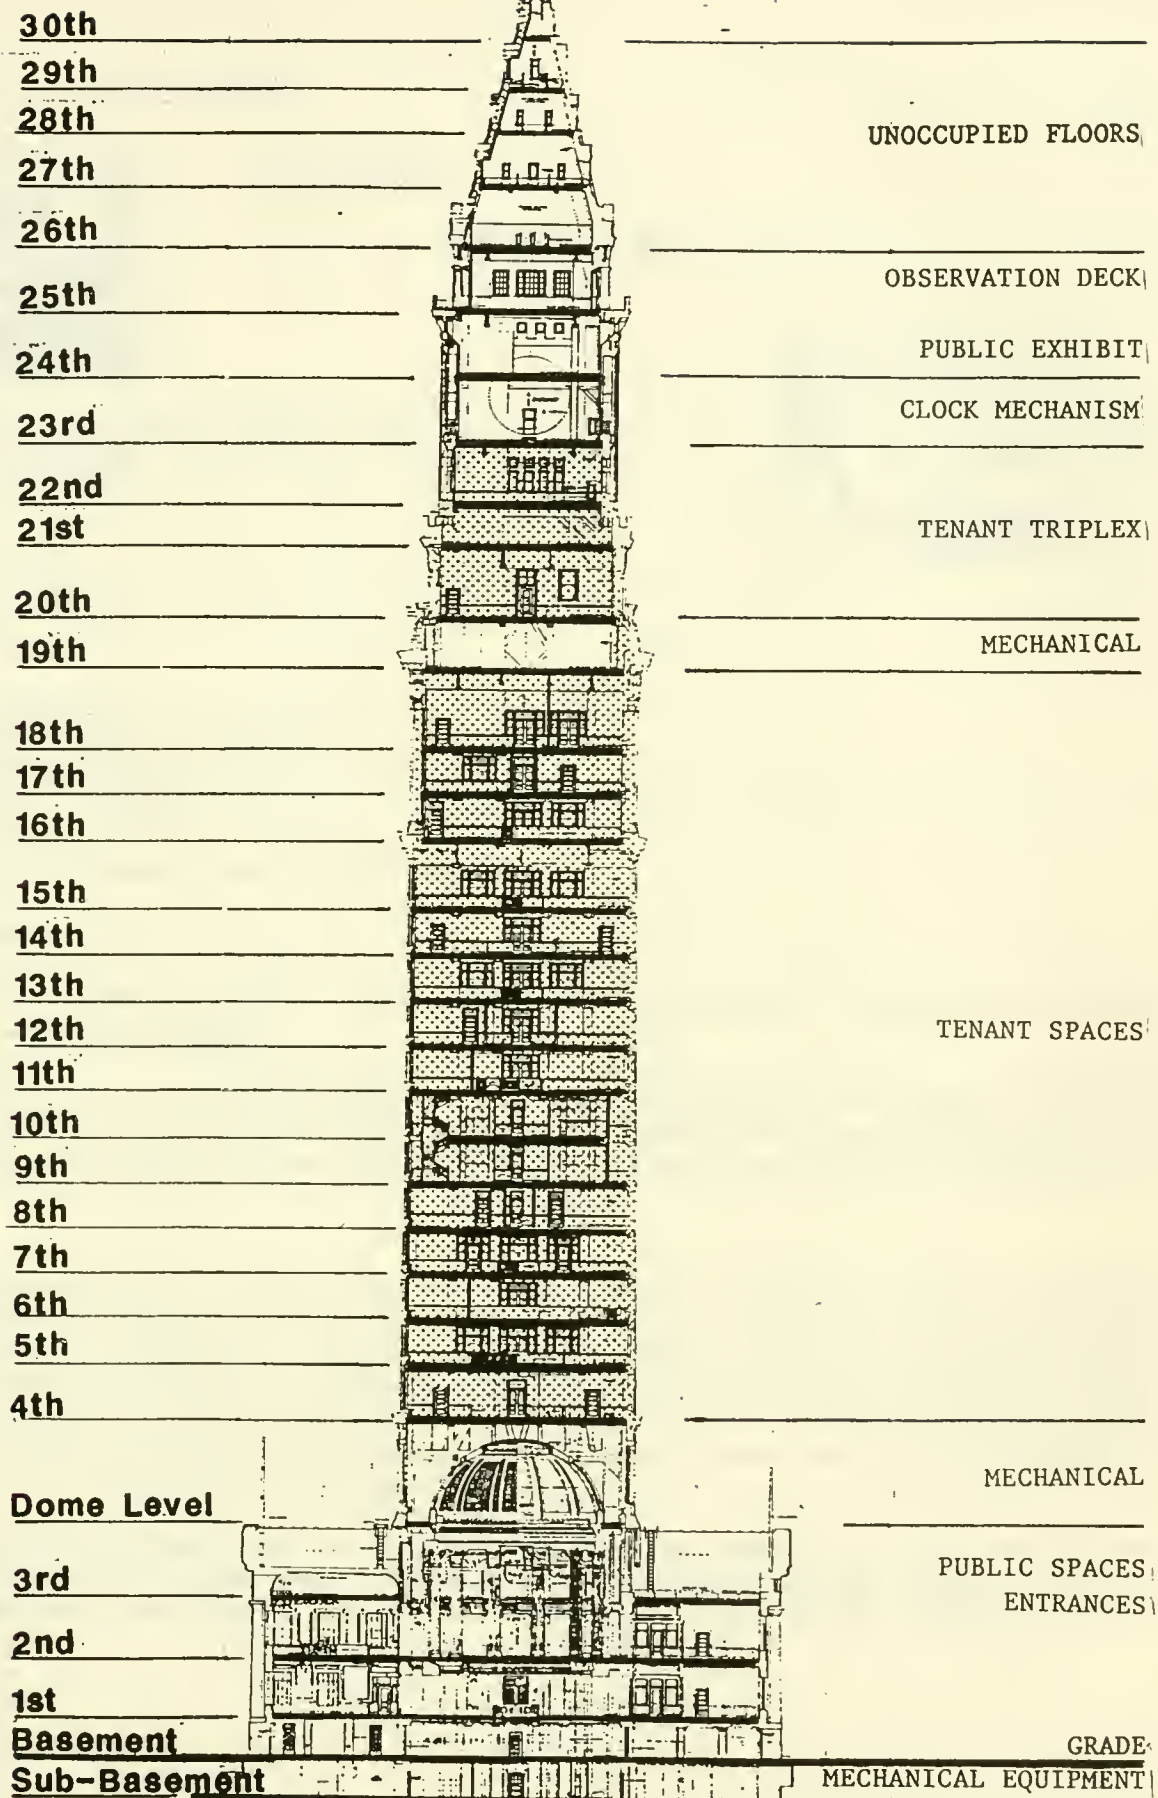 30th
29th
28th
UNOCCUPIED FLOORS
27th
26th
OBSERVATION DECK
25th
PUBLIC EXHIBIT
24th
CLOCK MECHANISM
23rd
22nd
21st
TENANT TRIPLEX
20th
MECHANICAL
19th
18th
17th
16th
15th
14th
13th
12th
TENANT SPACES
11th
10th
9th
8th
7th
6th
5th
4th
MECHANICAL
Dome Level
PUBLIC SPACES
3rd
ENTRANCES
2nd
1st
Basement
GRADE
Sub-Basement
MECHANICAL EQUIPMENT